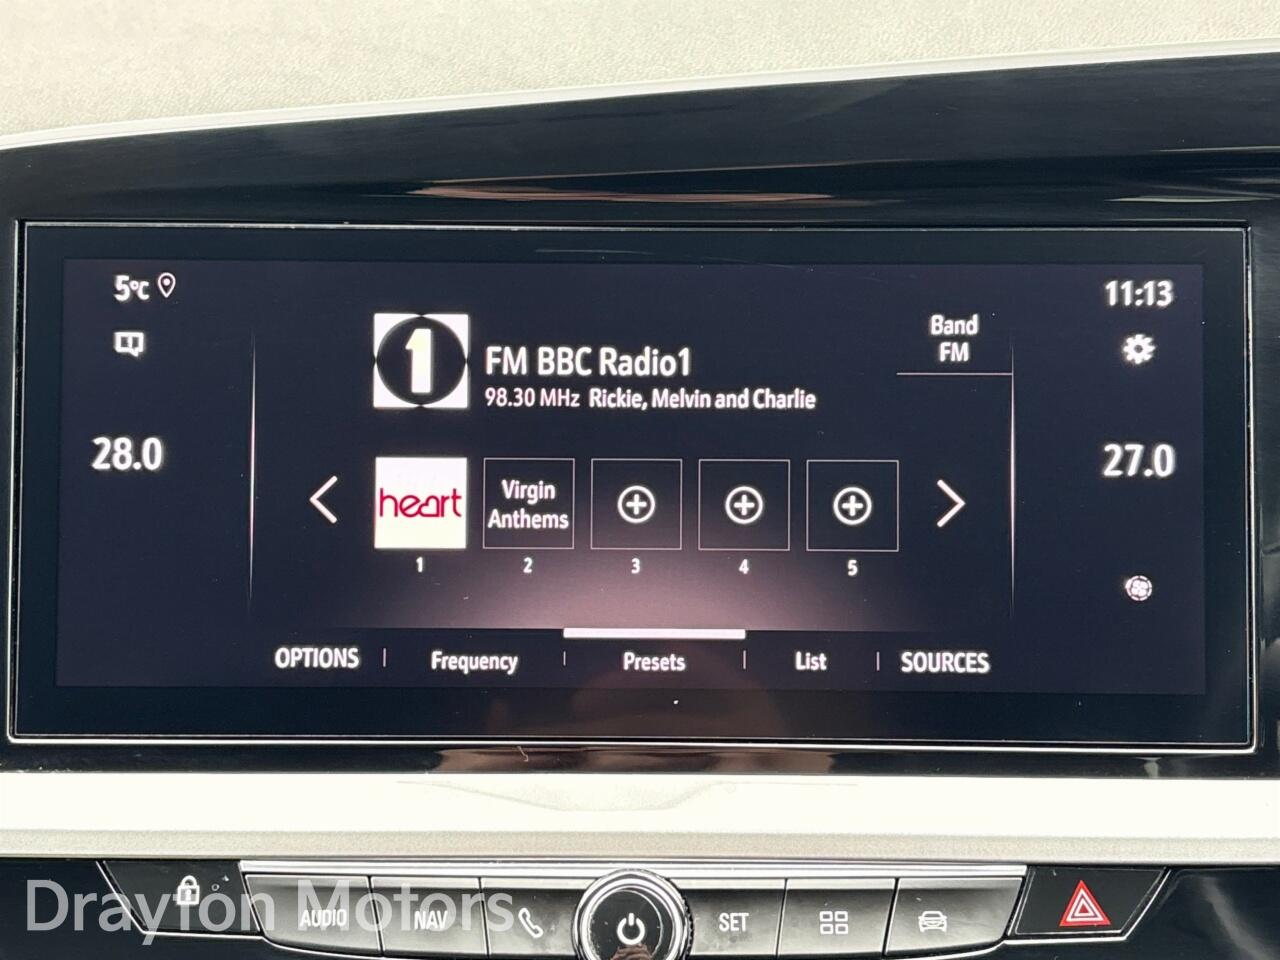 5°C
11:13
Band
FM
1
FM BBC Radio1
98.30 MHz Rickie, Melvin and Charlie
28.0
27.0
heart
Virgin
Anthems
1
2
3
4
5
OPTIONS
Frequency
Presets
List
SOURCES
AUDIO
NAV
SET
Drayton Motors